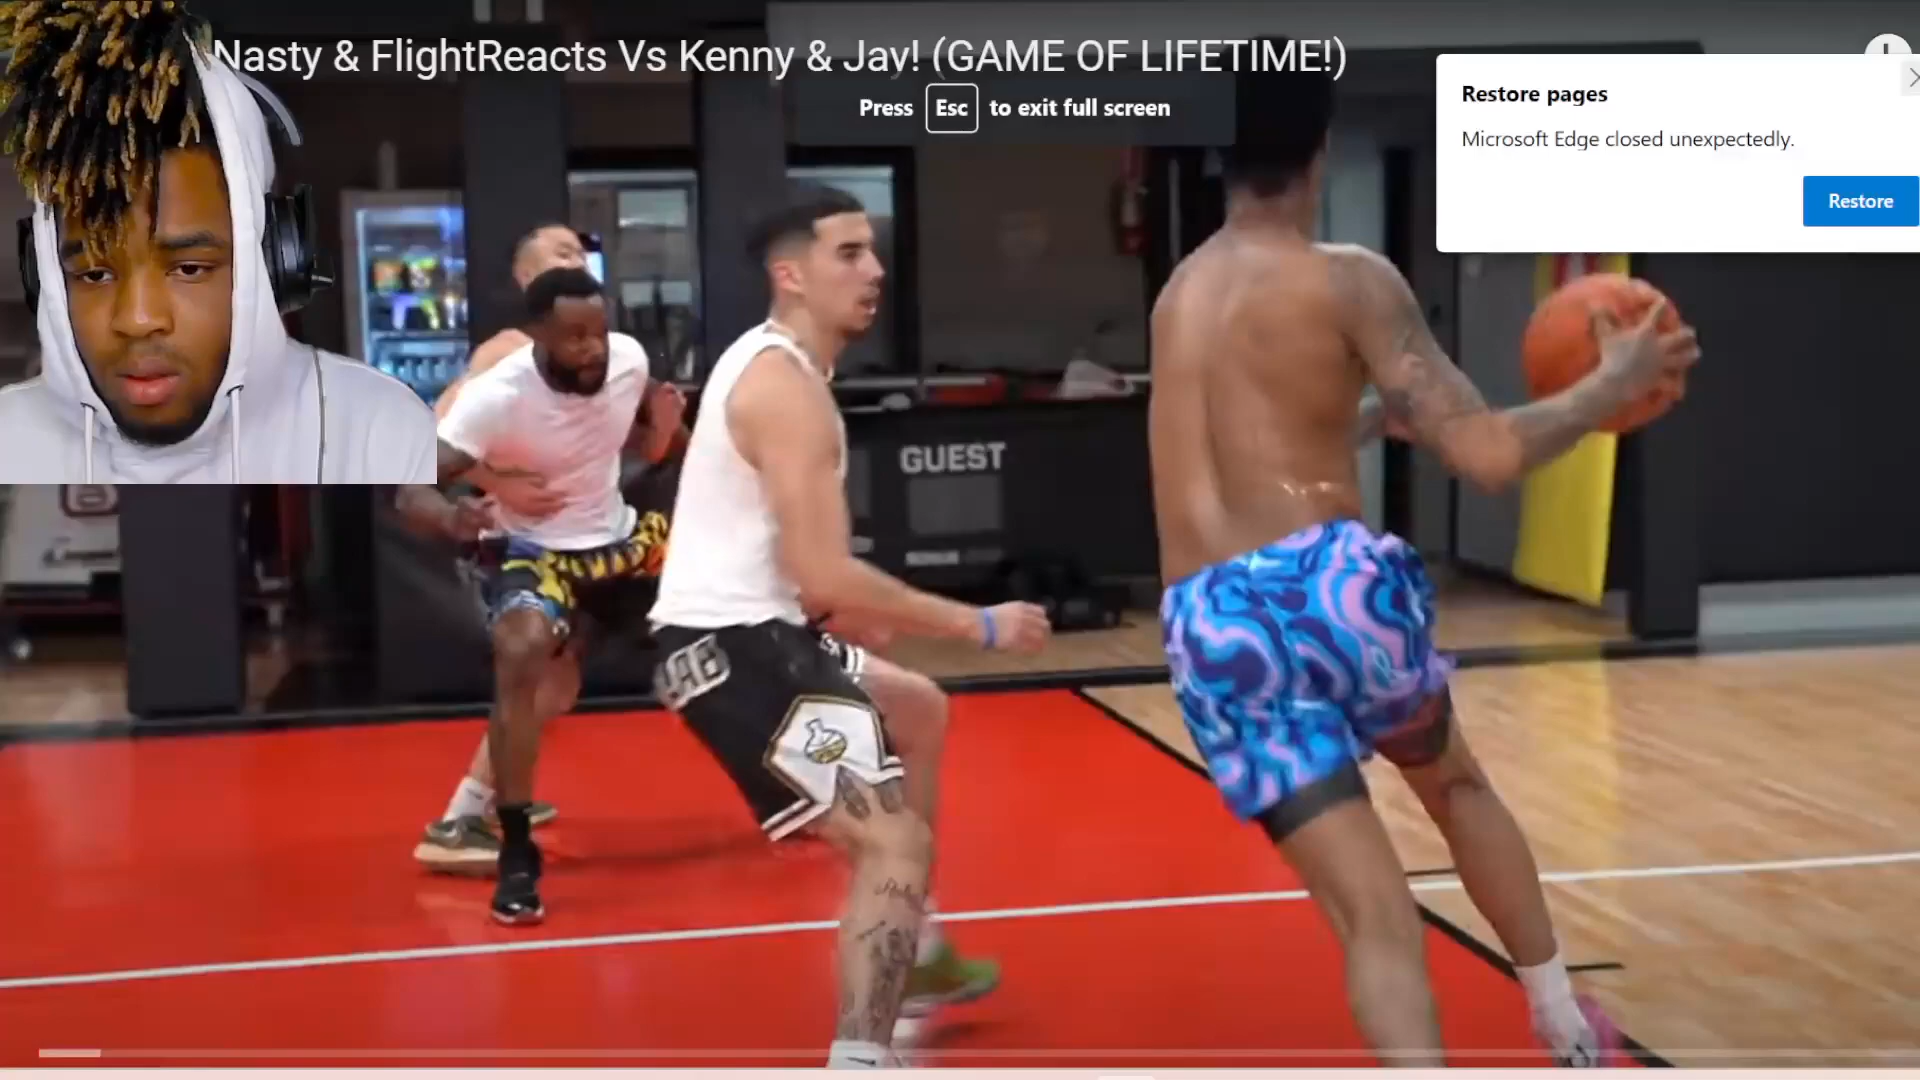 Nasty & FlightReacts Vs Kenny & Jay! (GAME OF LIFETIME!)
Press Esc to exit full screen
Restore pages
Microsoft Edge closed unexpectedly.
Restore
GUEST
LAB